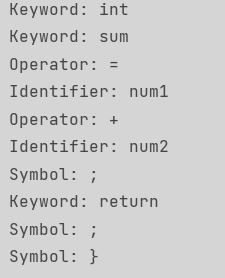 Keyword: int
Keyword: sum
Operator: =
Identifier: num1
Operator: +
Identifier: num2
Symbol: ;
Keyword: return
Symbol: ;
Symbol: }